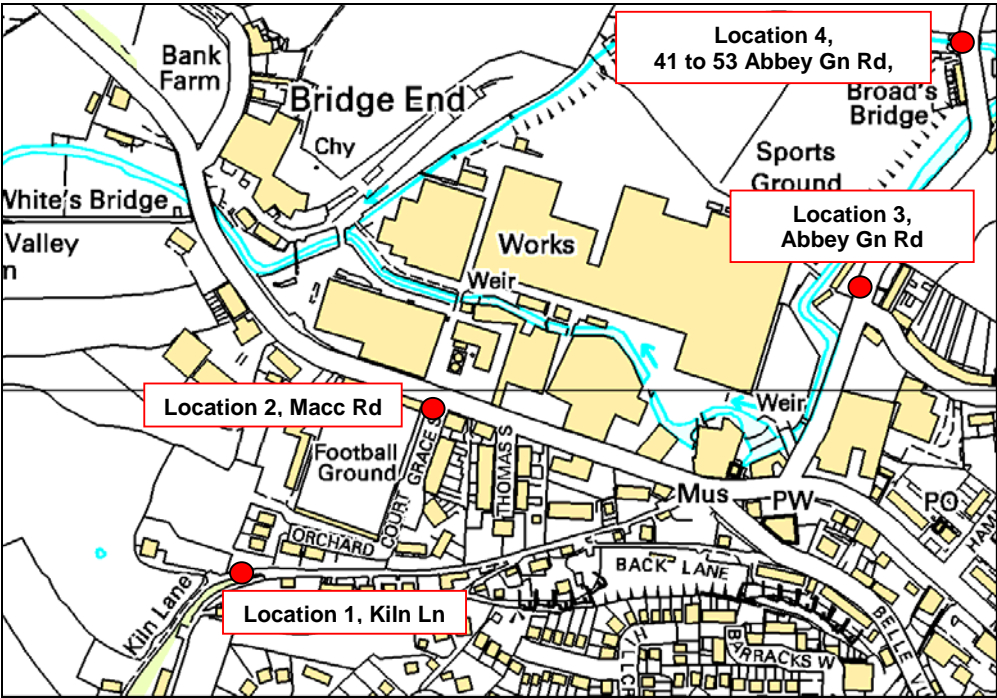 Location 4,
41 to 53 Abbey Gn Rd,
Bank
Farm
Bridge End
Chy
Broad's
Bridge
Sports
Ground
White's Bridge
Valley
Location 3,
Abbey Gn Rd
Works
Weir
Location 2, Macc Rd
Weir
Football
Ground
GRACE S
THOMAS S
COURT
ORCHARD
Mus
PW
PO
HAM
BACK LANE
Kiln Lane
Location 1, Kiln Ln
BELLE V
HILLCR
BARRACKS W